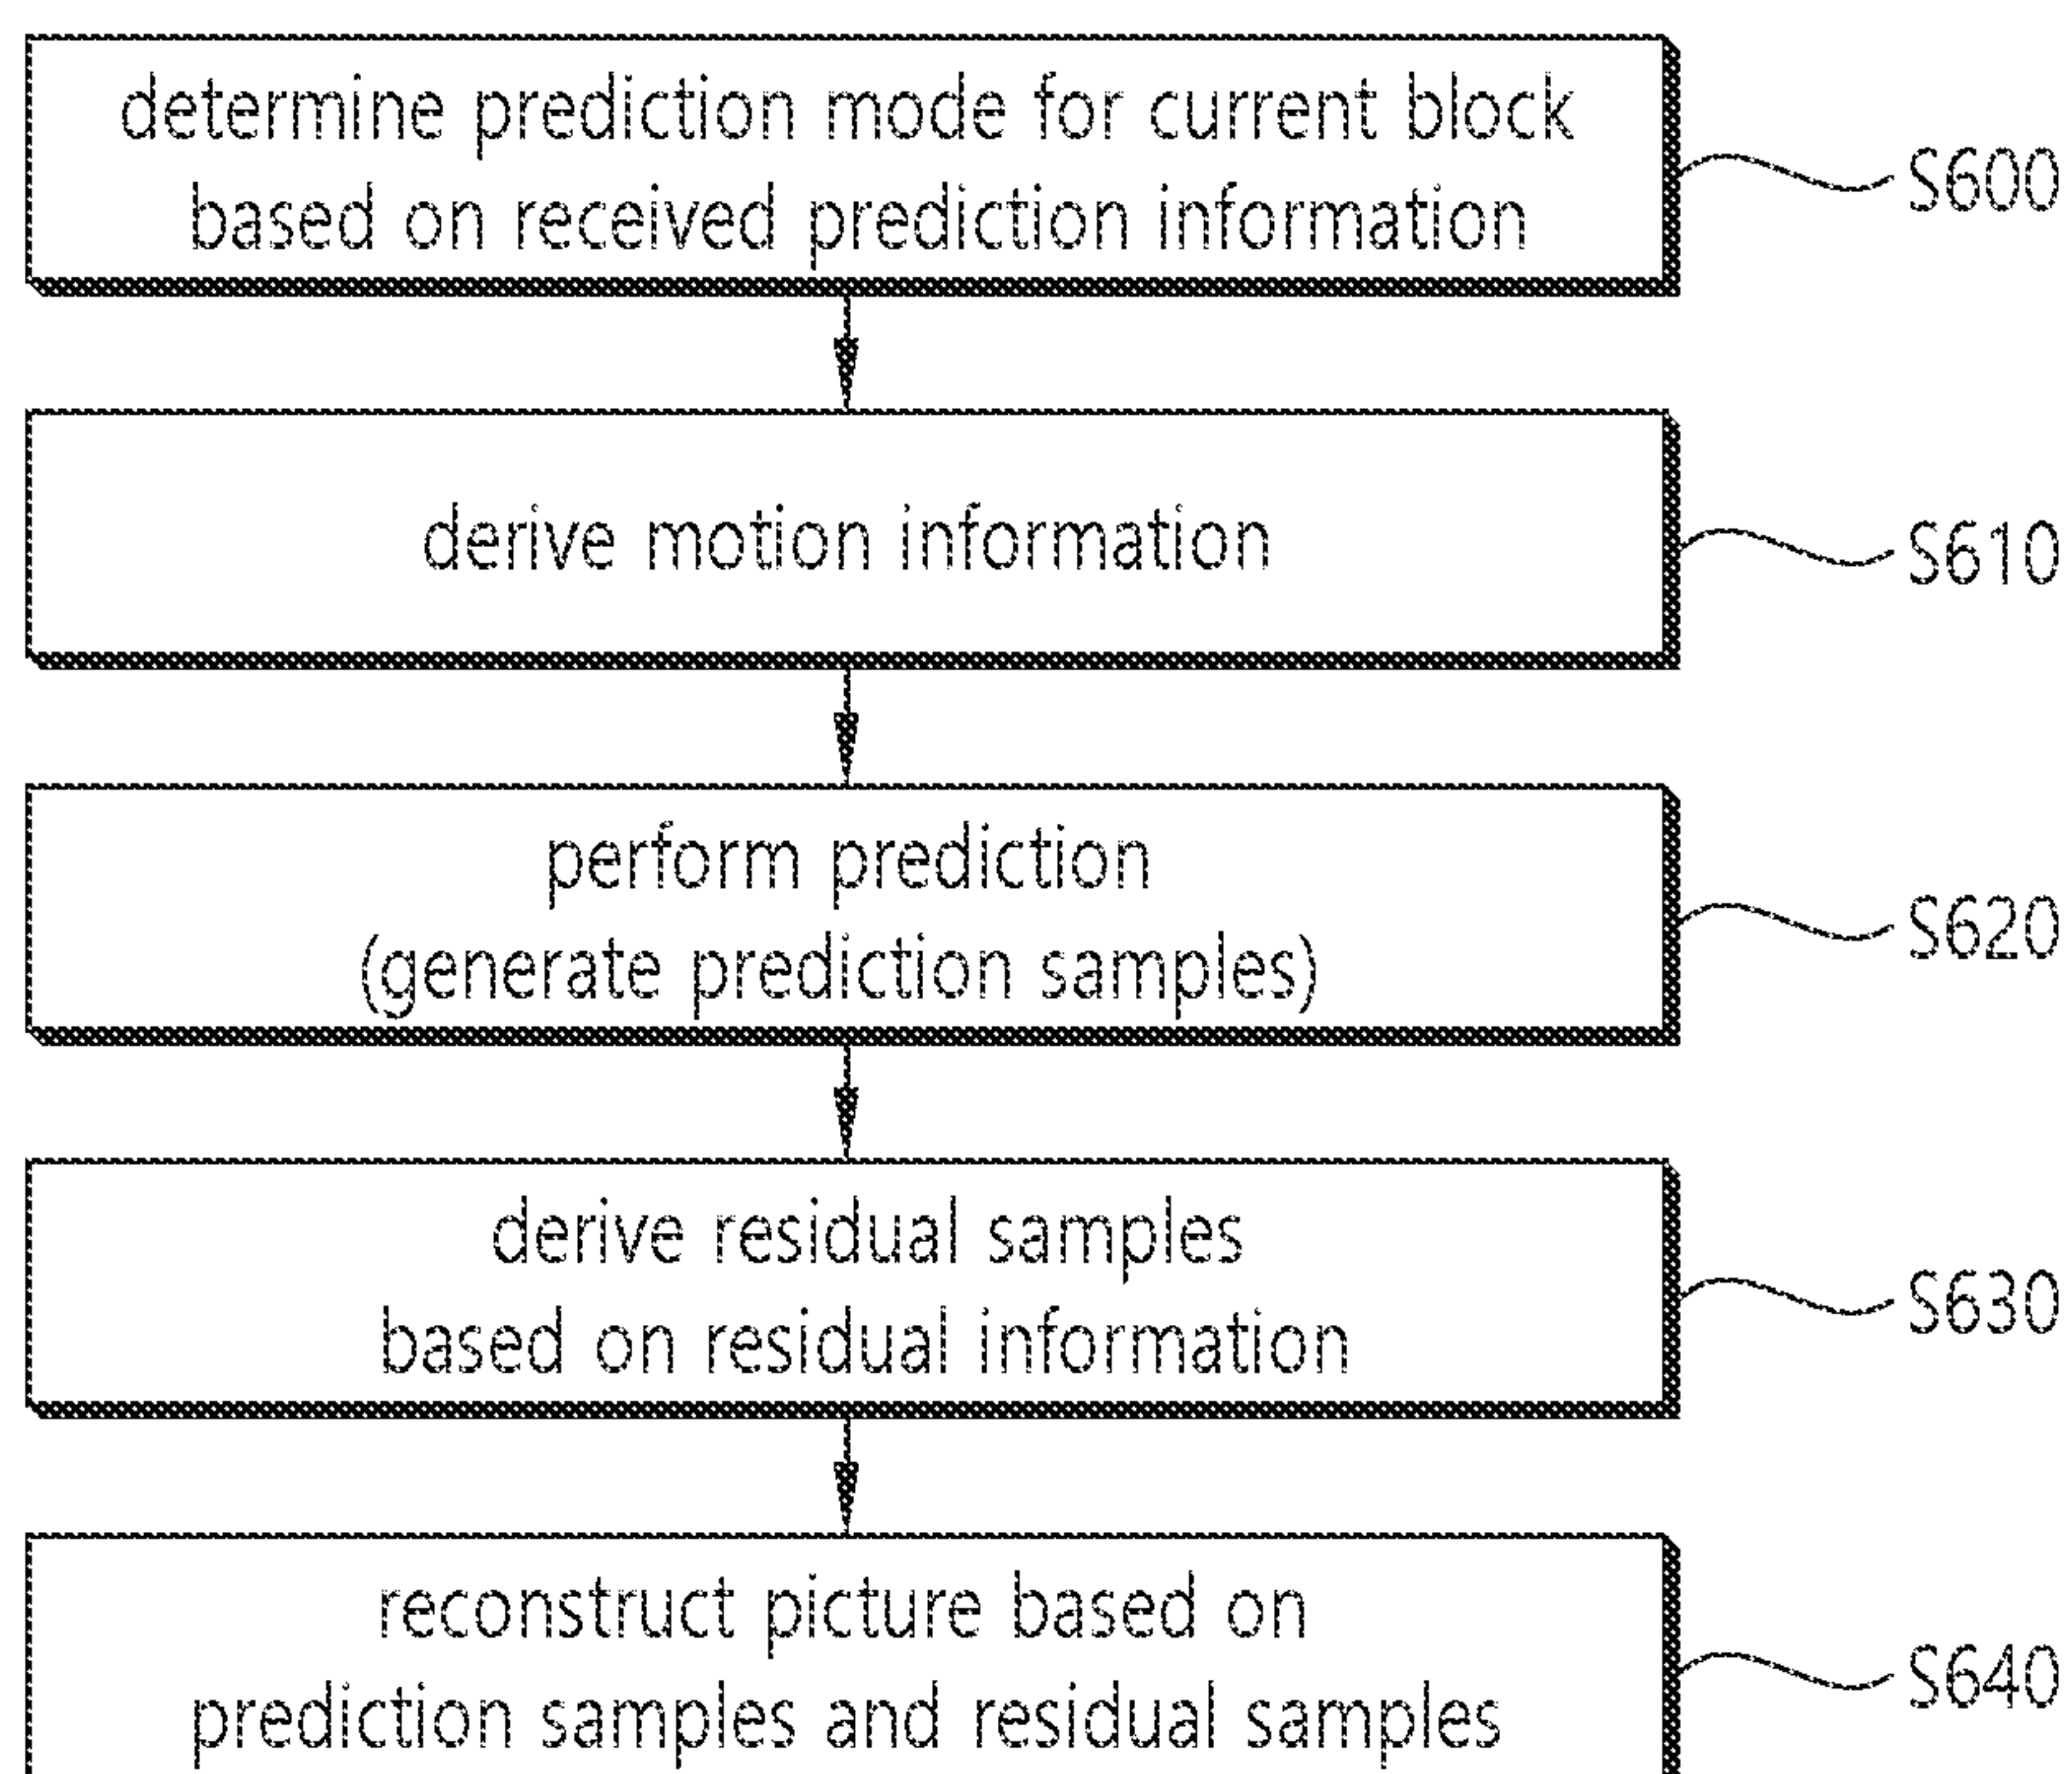 determine prediction mode for current block
based on received prediction information
S600
derive motion information
S610
perform prediction
(generate prediction samples)
S620
derive residual samples
based on residual information
S630
reconstruct picture based on
prediction samples and residual samples
S640